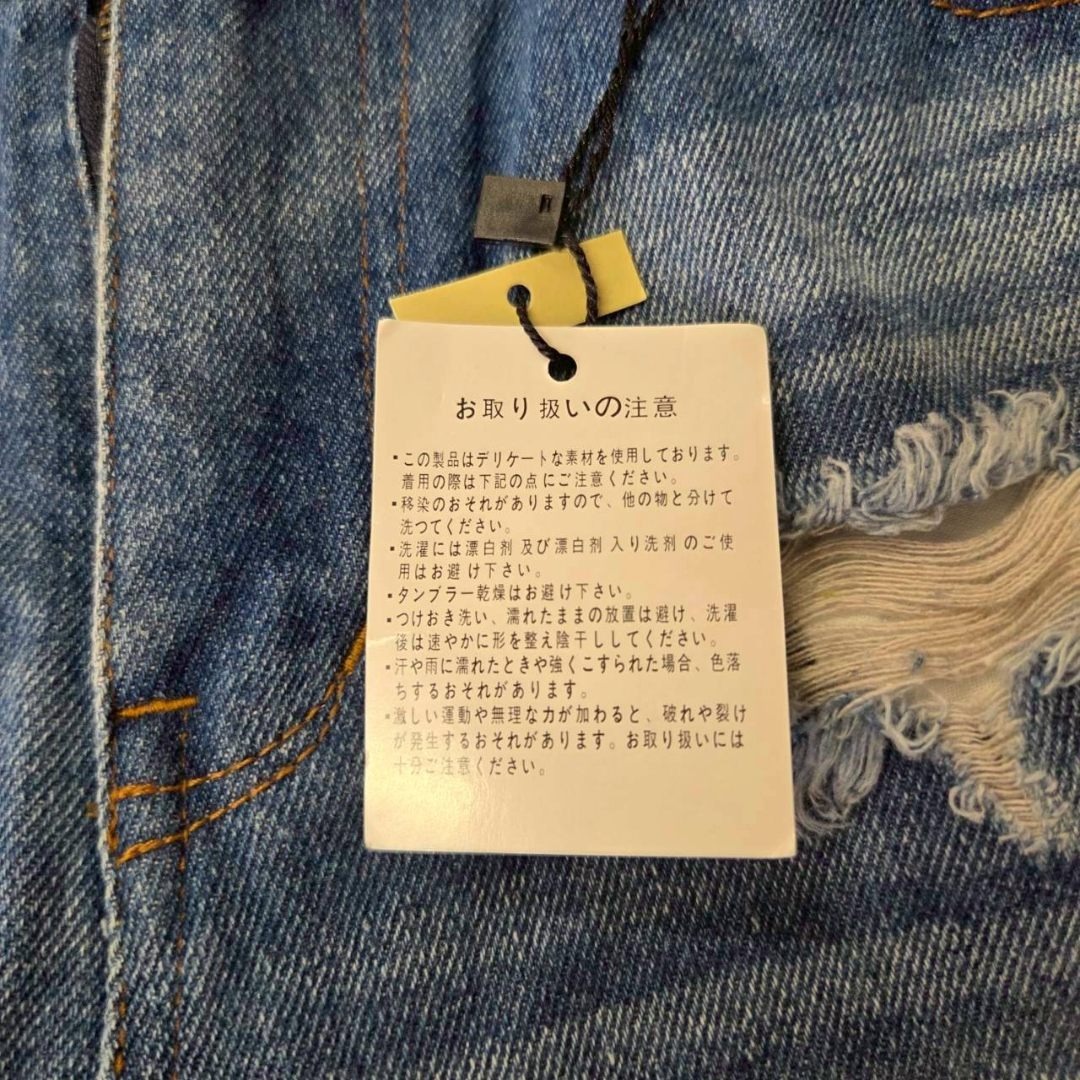 お取り扱いの注意
▪この製品はデリケートな素材を使用しております。
着用の際は下記の点にご注意ください。
▪移染のおそれがありますので、他の物と分けて
洗つてください。
▪洗濯には漂白剤 及び漂白剤 入り洗剤 のご使
用はお避 け下さい。
▪タンブラー乾燥はお避け下さい。
▪つけおき洗い、濡れたままの放置は避け、洗濯
後は速やかに形を整え陰干ししてください。
▪汗や雨に濡れたときや強くこすられた場合、色落
ちするおそれがあります。
▪激しい運動や無理な力が加わると、破れや裂け
が発生するおそれがあります。お取り扱いには
十分ご注意ください。